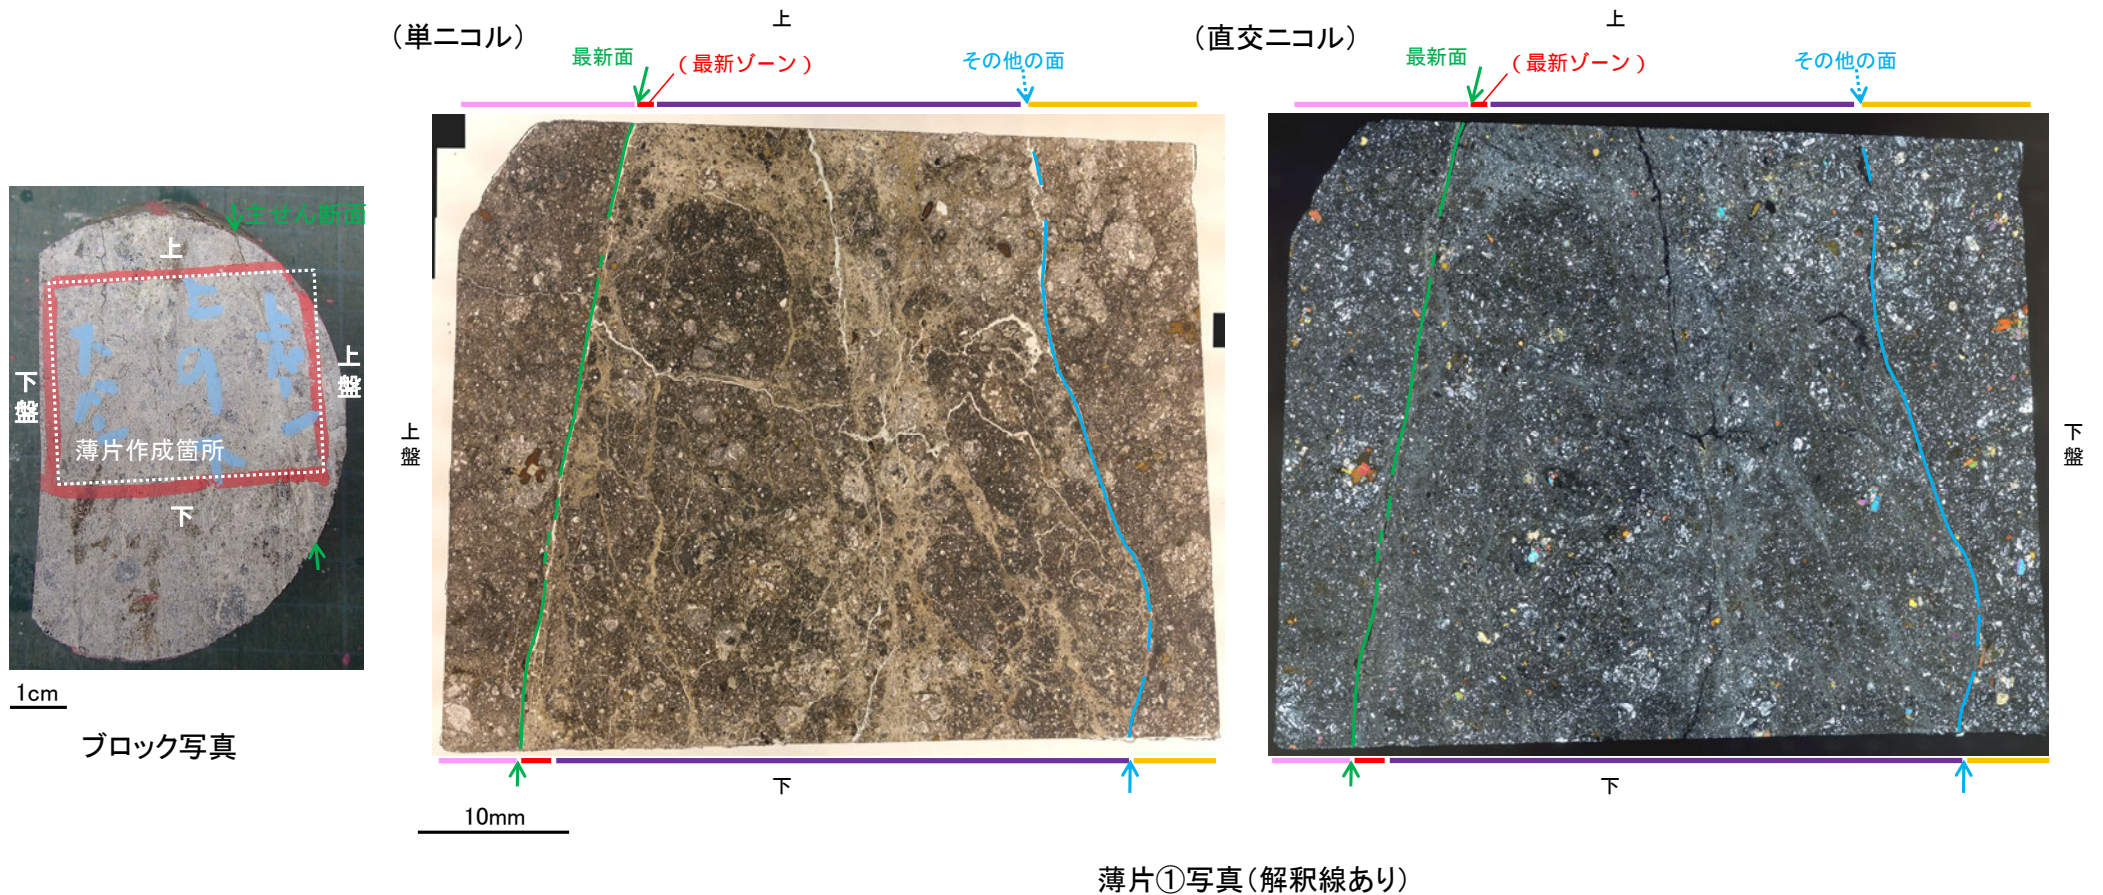 (単ニコル)
上
最新面
(最新ゾーン)
その他の面
(直交ニコル)
上
最新面
(最新ゾーン)
その他の面
主せん断面
上
上盤
下盤
薄片作成箇所
下
1cm
ブロック写真
上盤
下盤
下
下
10mm
薄片①写真(解釈線あり)